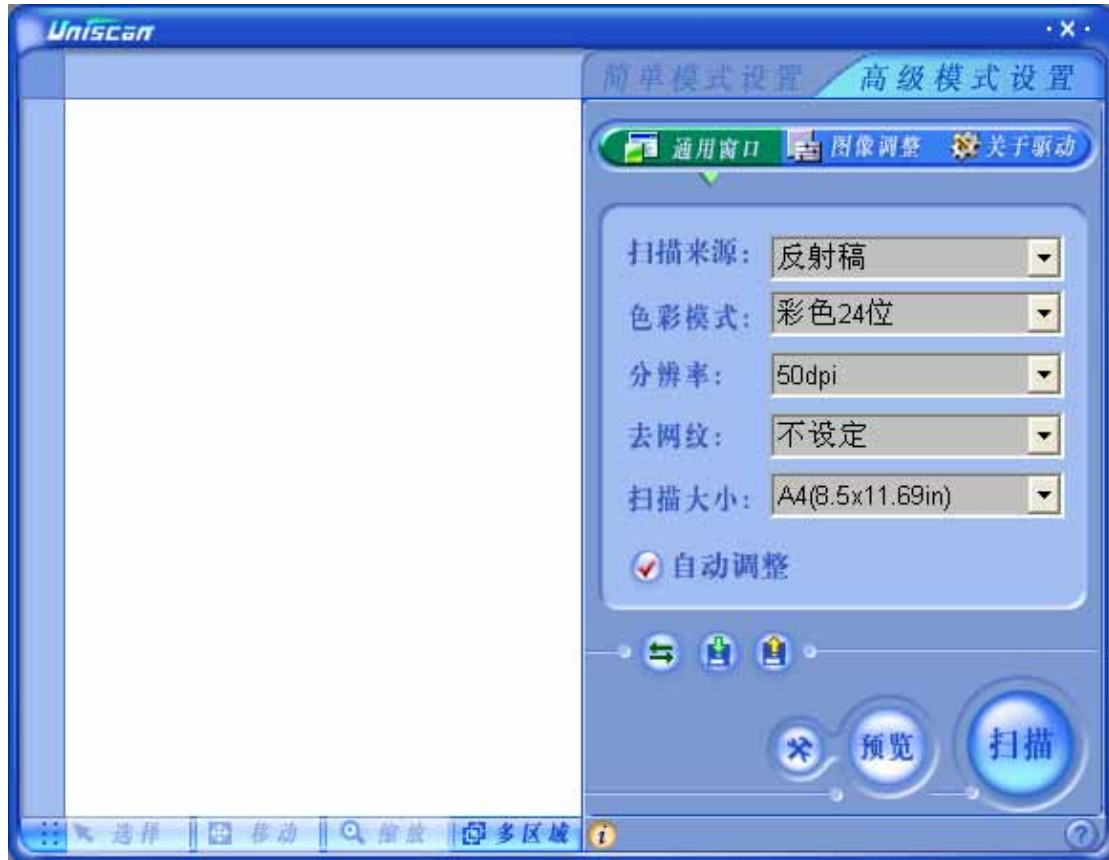 Uniscan
简单模式设置 高级模式设置
通用窗口 图像调整 关于驱动
扫描来源: 反射稿
色彩模式: 彩色24位
分辨率: 50dpi
去网纹: 不设定
扫描大小: A4(8.5x11.69in)
自动调整
预览 扫描
选择 移动 缩放 多区域